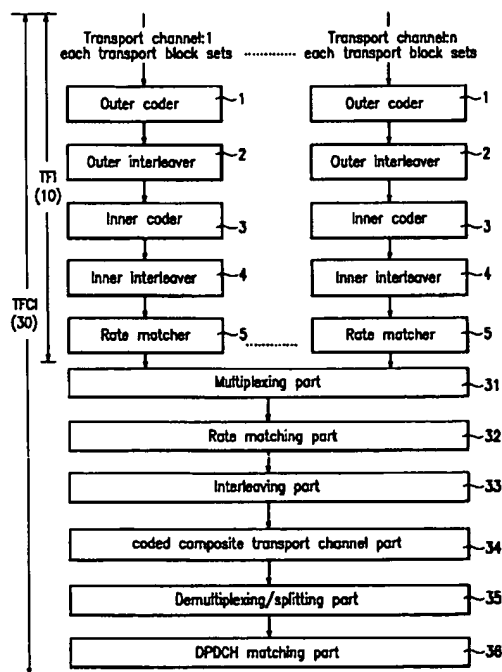 Transport channel:1
each transport block sets
Transport channel:n
each transport block sets
Outer coder 1
Outer coder 1
Outer interleaver 2
Outer interleaver 2
TFI
(10)
Inner coder 3
Inner coder 3
Inner interleaver 4
Inner interleaver 4
TFCI
(30)
Rate matcher 5
Rate matcher 5
Multiplexing part 31
Rate matching part 32
Interleaving part 33
coded composite transport channel part 34
Demultiplexing/splitting part 35
DPDCH matching part 36